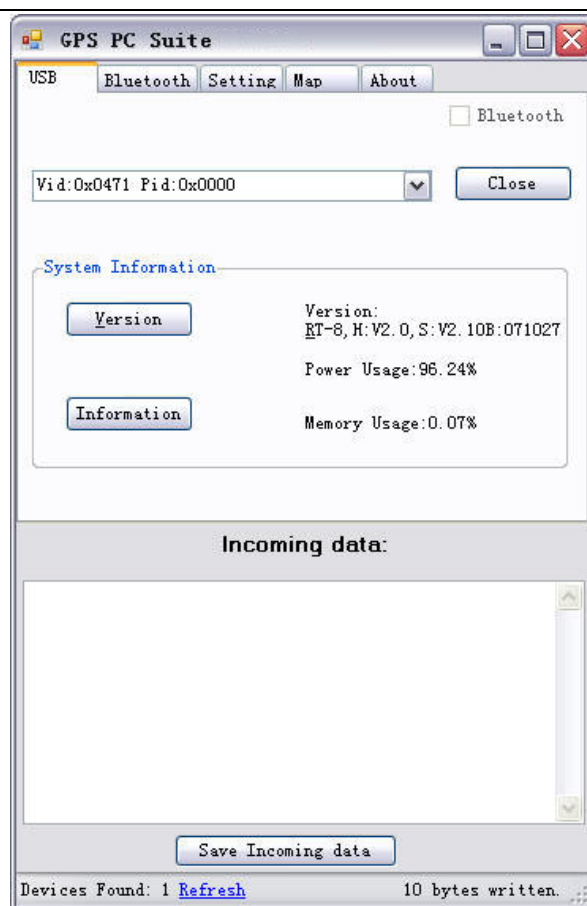 GPS PC Suite
USB Bluetooth Setting Map About
Bluetooth
Vid:0x0471 Pid:0x0000 Close
System Information
Version
Version:
RT-8,H:V2.0,S:V2.10B:071027
Power Usage:96.24%
Information
Memory Usage:0.07%
Incoming data:
Save Incoming data
Devices Found: 1 Refresh 10 bytes written.